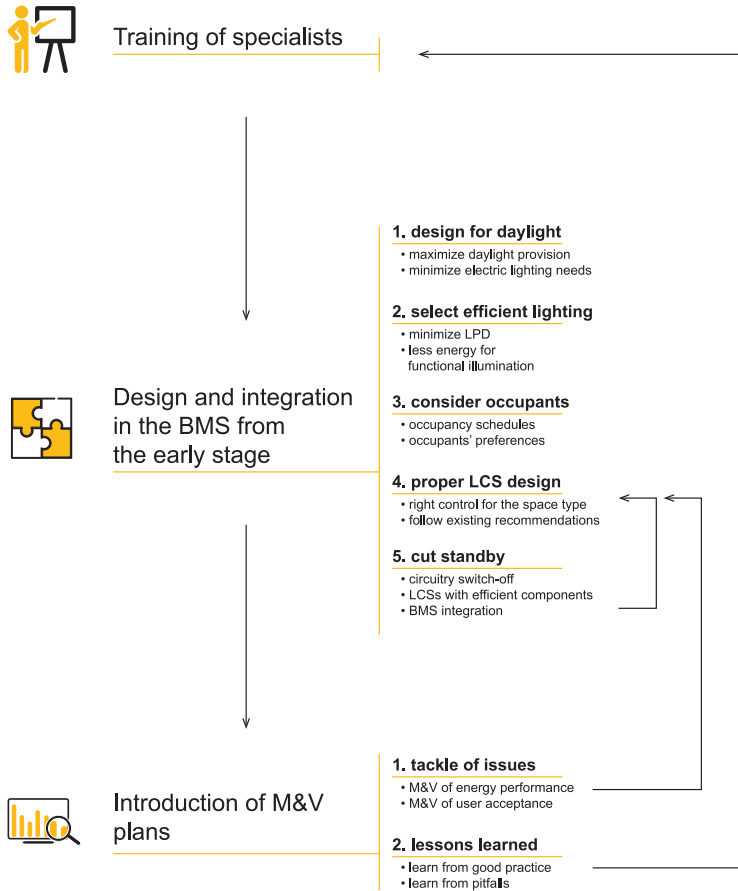 Training of specialists
1. design for daylight
• maximize daylight provision
• minimize electric lighting needs
2. select efficient lighting
• minimize LPD
• less energy for
functional illumination
Design and integration
in the BMS from
the early stage
3. consider occupants
• occupancy schedules
• occupants' preferences
4. proper LCS design
• right control for the space type
• follow existing recommendations
5. cut standby
• circuitry switch-off
• LCSs with efficient components
• BMS integration
Introduction of M&V
plans
1. tackle of issues
• M&V of energy performance
• M&V of user acceptance
2. lessons learned
• learn from good practice
• learn from pitfalls